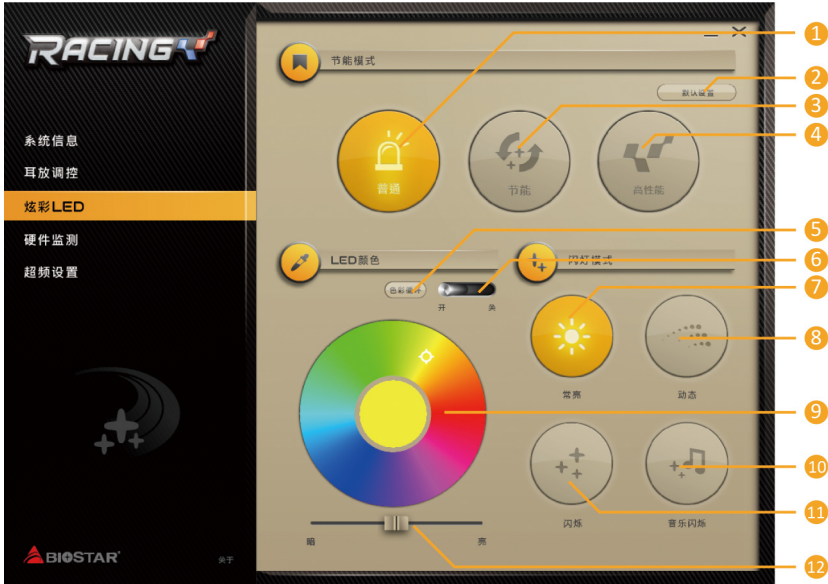 RACING
系统信息
耳放调控
炫彩LED
硬件监测
超频设置
BIOSTAR
关于
节能模式
默认设置
普通
节能
高性能
LED颜色
色彩循环
开
关
暗
亮
闪灯模式
常亮
动态
闪烁
音乐闪烁
1
2
3
4
5
6
7
8
9
10
11
12